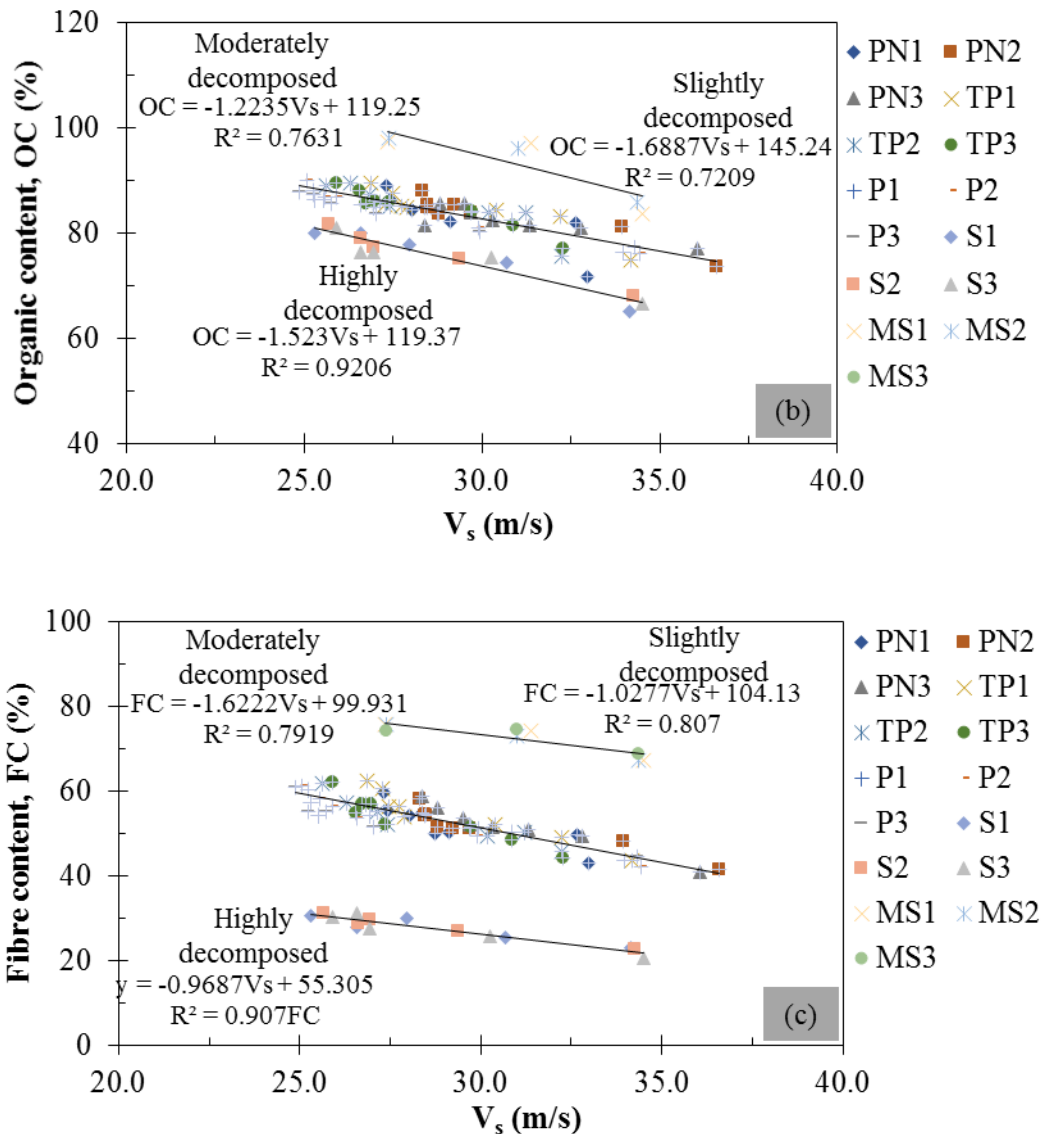 120
100
80
60
40
Organic content, OC (%)
Moderately
decomposed
OC = -1.2235Vs + 119.25
R² = 0.7631
Slightly
decomposed
OC = -1.6887Vs + 145.24
R² = 0.7209
Highly
decomposed
OC = -1.523Vs + 119.37
R² = 0.9206
(b)
20.0 25.0 30.0 35.0 40.0
Vs (m/s)
PN1 PN2
PN3 TP1
TP2 TP3
P1 P2
P3 S1
S2 S3
MS1 MS2
MS3
100
80
60
40
20
0
Fibre content, FC (%)
Moderately
decomposed
FC = -1.6222Vs + 99.931
R² = 0.7919
Slightly
decomposed
FC = -1.0277Vs + 104.13
R² = 0.807
Highly
decomposed
y = -0.9687Vs + 55.305
R² = 0.907FC
(c)
20.0 25.0 30.0 35.0 40.0
Vs (m/s)
PN1 PN2
PN3 TP1
TP2 TP3
P1 P2
P3 S1
S2 S3
MS1 MS2
MS3